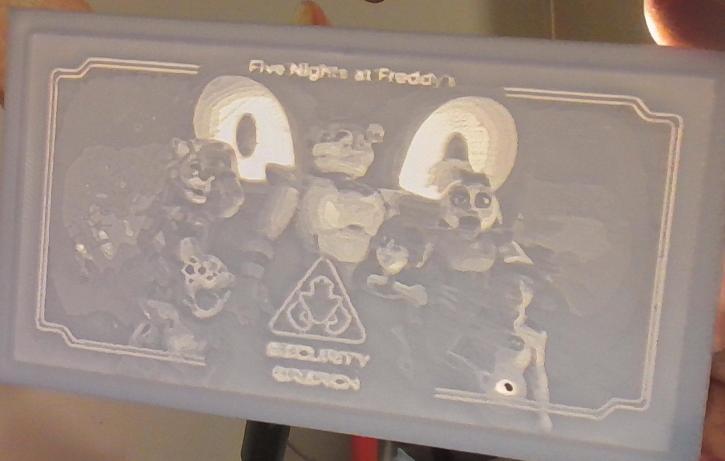 Five Nights at Freddy's
SECURITY
BREACH